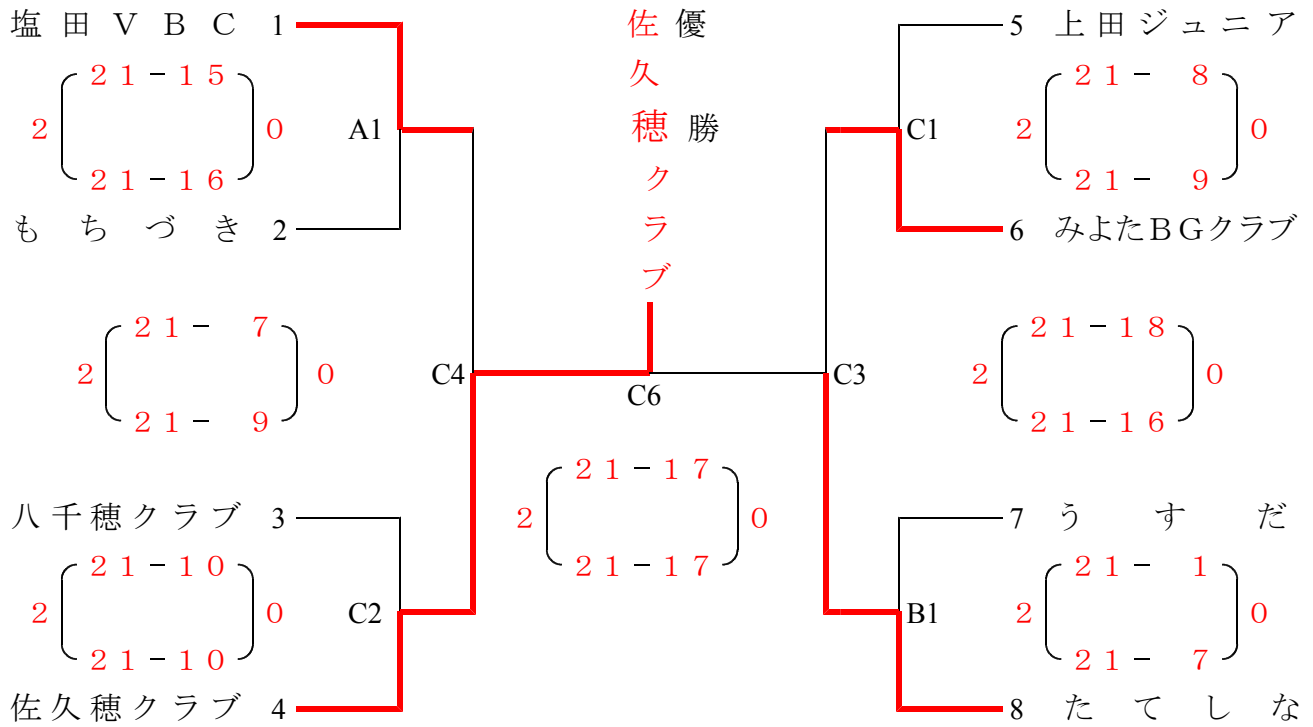 塩田ＶＢＣ 1
２１－１５
2 0
２１－１６
A1
もちづき 2
２１－ ７
2 0
２１－ ９
C4
八千穂クラブ 3
２１－１０
2 0
２１－１０
C2
佐久穂クラブ 4
優勝
佐久穂クラブ
C6
２１－１７
2 0
２１－１７
5 上田ジュニア
２１－ ８
2 0
２１－ ９
C1
6 みよたＢＧクラブ
２１－１８
2 0
２１－１６
C3
7 うすだ
２１－ １
2 0
２１－ ７
B1
8 たてしな